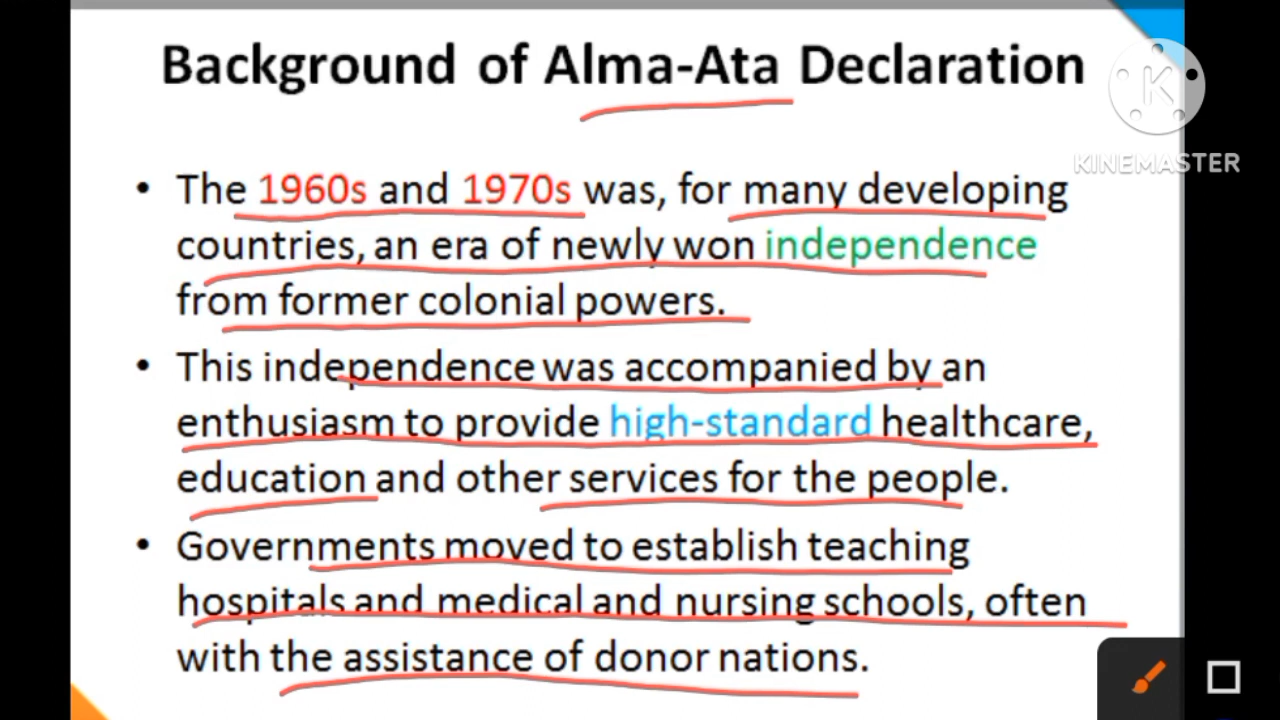 Background of Alma-Ata Declaration
K
KINEMASTER
• The 1960s and 1970s was, for many developing
countries, an era of newly won independence
from former colonial powers.
• This independence was accompanied by an
enthusiasm to provide high-standard healthcare,
education and other services for the people.
• Governments moved to establish teaching
hospitals and medical and nursing schools, often
with the assistance of donor nations.